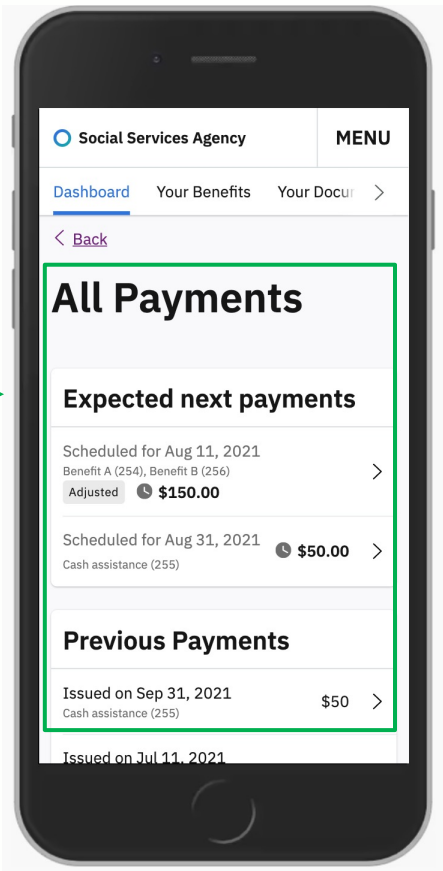 Social Services Agency
MENU
Dashboard Your Benefits Your Docu
Back
All Payments
Expected next payments
Scheduled for Aug 11, 2021
Benefit A (254), Benefit B (256)
Adjusted $150.00
Scheduled for Aug 31, 2021
$50.00
Cash assistance (255)
Previous Payments
Issued on Sep 31, 2021
$50
Cash assistance (255)
Issued on Jul 11, 2021